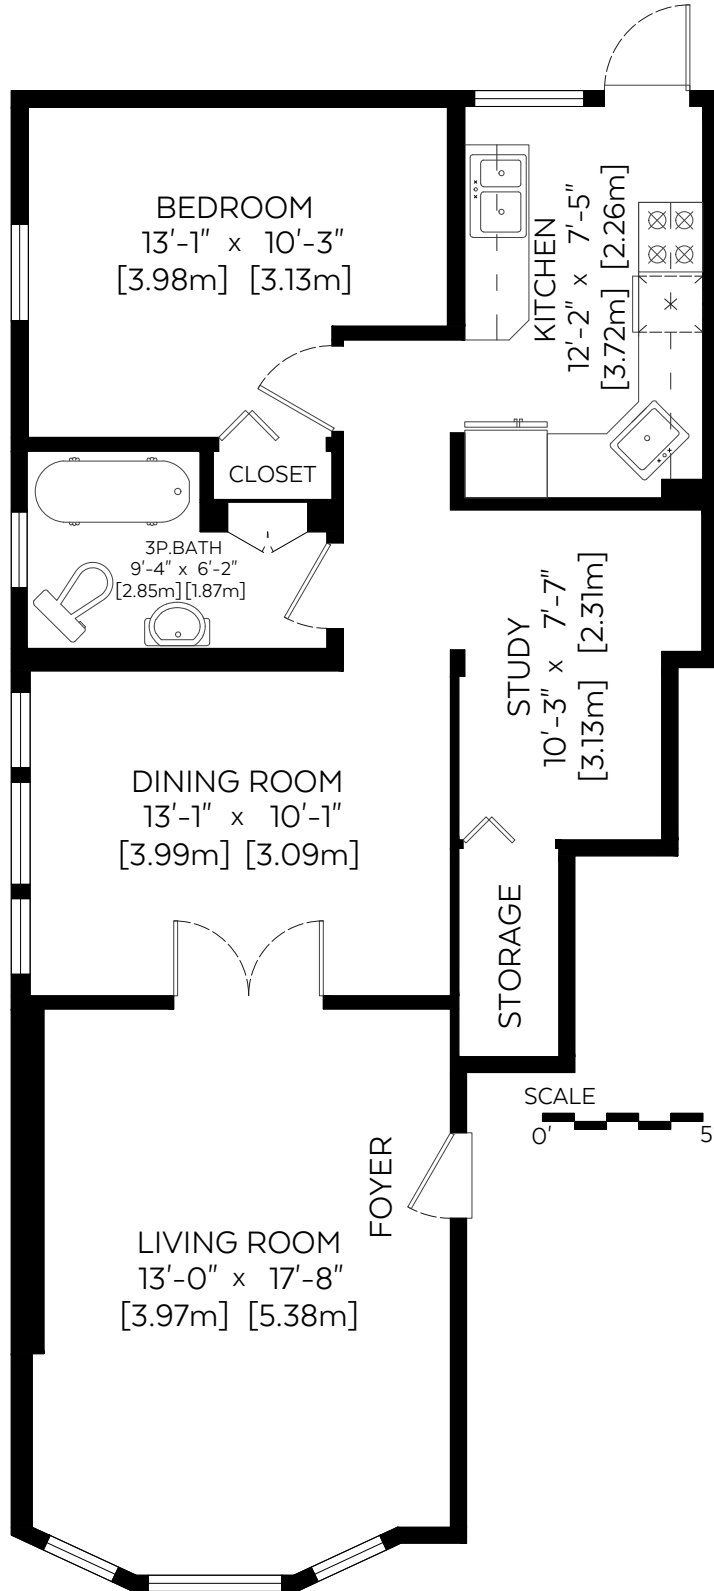 BEDROOM
13'-1" x 10'-3"
[3.98m] [3.13m]
KITCHEN
12'-2" x 7'-5"
[3.72m] [2.26m]
CLOSET
3P.BATH
9'-4" x 6'-2"
[2.85m] [1.87m]
STUDY
10'-3" x 7'-7"
[3.13m] [2.31m]
DINING ROOM
13'-1" x 10'-1"
[3.99m] [3.09m]
STORAGE
SCALE
0' 5
FOYER
LIVING ROOM
13'-0" x 17'-8"
[3.97m] [5.38m]